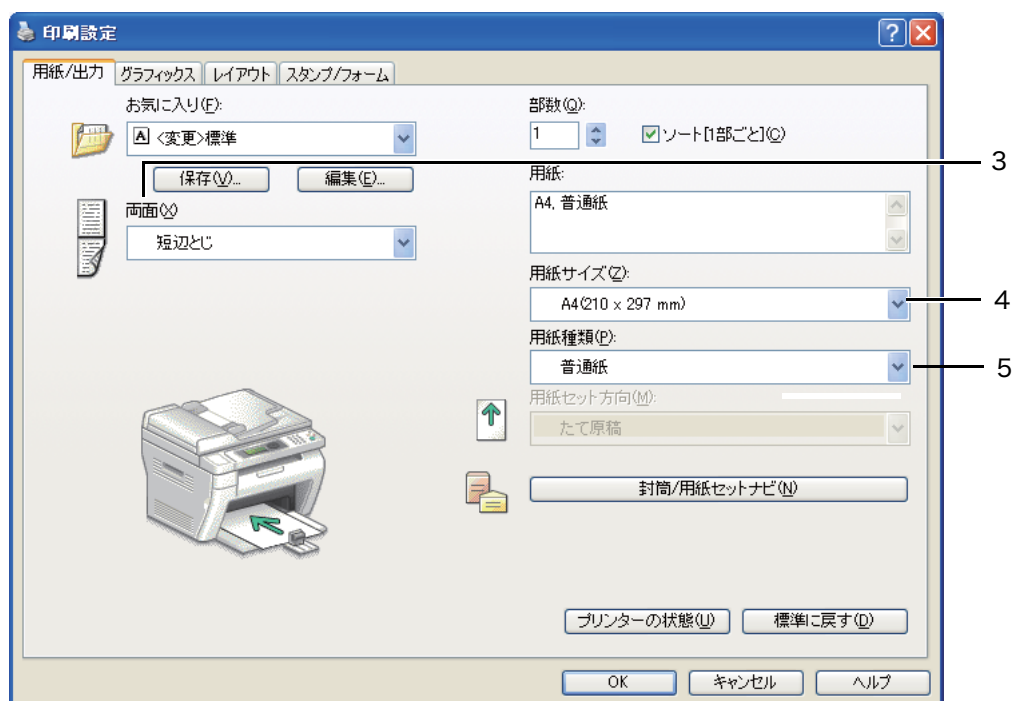 印刷設定
用紙/出力 グラフィックス レイアウト スタンプ/フォーム
お気に入り(F):
<変更>標準
保存(V)... 編集(E)...
両面(X)
短辺とじ
部数(Q):
1 ソート[1部ごと](C)
3
用紙:
A4, 普通紙
用紙サイズ(Z):
A4(210 x 297 mm)
4
用紙種類(P):
普通紙
5
用紙セット方向(M):
たて原稿
封筒/用紙セットナビ(N)
プリンターの状態(U) 標準に戻す(D)
OK キャンセル ヘルプ